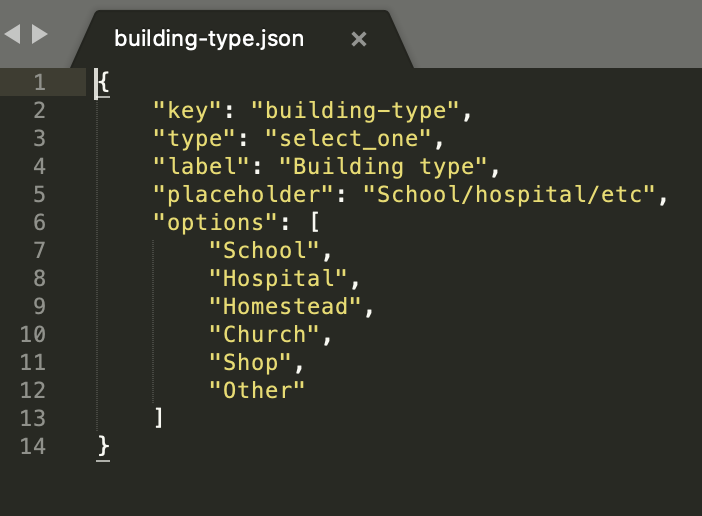 building-type.json ×
1 {
2     "key": "building-type",
3     "type": "select_one",
4     "label": "Building type",
5     "placeholder": "School/hospital/etc",
6     "options": [
7         "School",
8         "Hospital",
9         "Homestead",
10         "Church",
11         "Shop",
12         "Other"
13     ]
14 }